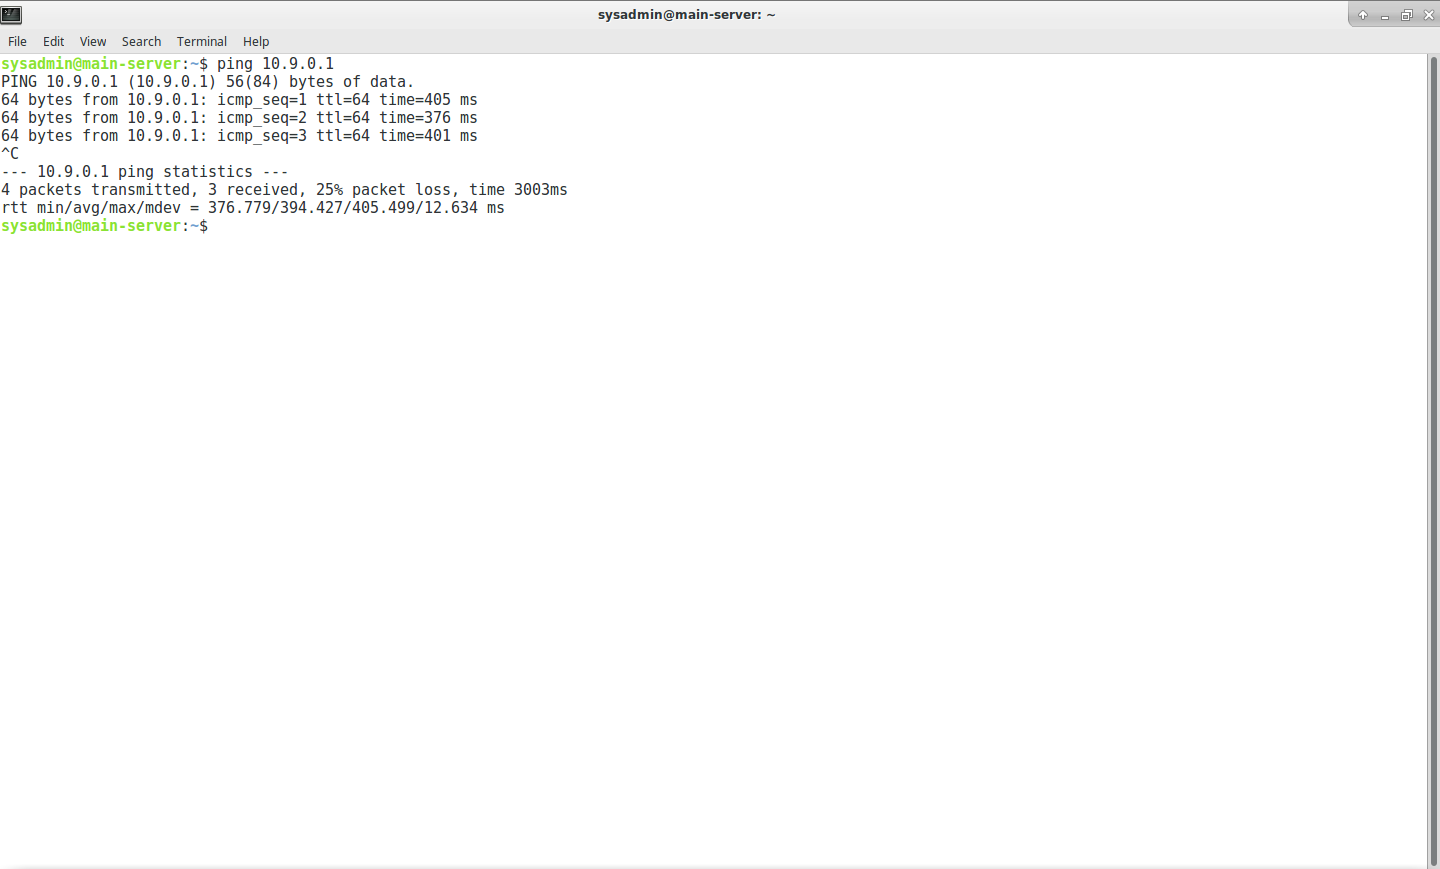 sysadmin@main-server: ~
File Edit View Search Terminal Help
sysadmin@main-server:~$ ping 10.9.0.1
PING 10.9.0.1 (10.9.0.1) 56(84) bytes of data.
64 bytes from 10.9.0.1: icmp_seq=1 ttl=64 time=405 ms
64 bytes from 10.9.0.1: icmp_seq=2 ttl=64 time=376 ms
64 bytes from 10.9.0.1: icmp_seq=3 ttl=64 time=401 ms
^C
--- 10.9.0.1 ping statistics ---
4 packets transmitted, 3 received, 25% packet loss, time 3003ms
rtt min/avg/max/mdev = 376.779/394.427/405.499/12.634 ms
sysadmin@main-server:~$